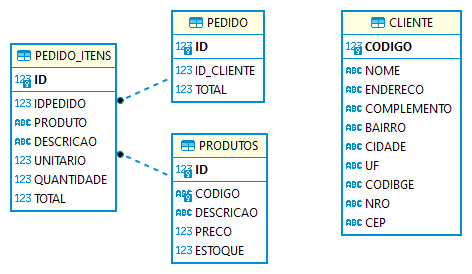 PEDIDO_ITENS
123 ID
123 IDPEDIDO
ABC PRODUTO
ABC DESCRICAO
123 UNITARIO
123 QUANTIDADE
123 TOTAL
PEDIDO
123 ID
123 ID_CLIENTE
123 TOTAL
PRODUTOS
123 ID
ABC CODIGO
ABC DESCRICAO
123 PRECO
123 ESTOQUE
CLIENTE
123 CODIGO
ABC NOME
ABC ENDERECO
ABC COMPLEMENTO
ABC BAIRRO
ABC CIDADE
ABC UF
ABC CODIBGE
ABC NRO
ABC CEP